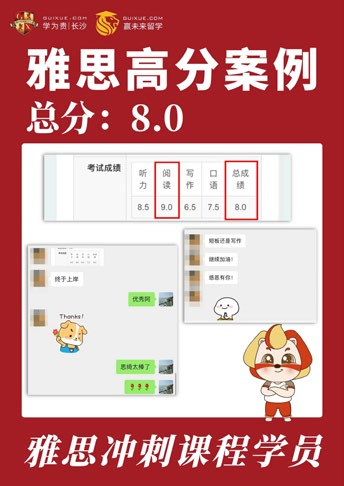 QUIXUE.COM
学为贵|长沙
QUIXUE.COM
赢未来留学
雅思高分案例
总分：8.0
考试成绩
听力 阅读 写作 口语 总成绩
8.5 9.0 6.5 7.5 8.0
终于上岸
优秀阿
Thanks!
思绮太棒了
短板还是写作
继续加油！
感恩有你！
雅思冲刺课程学员